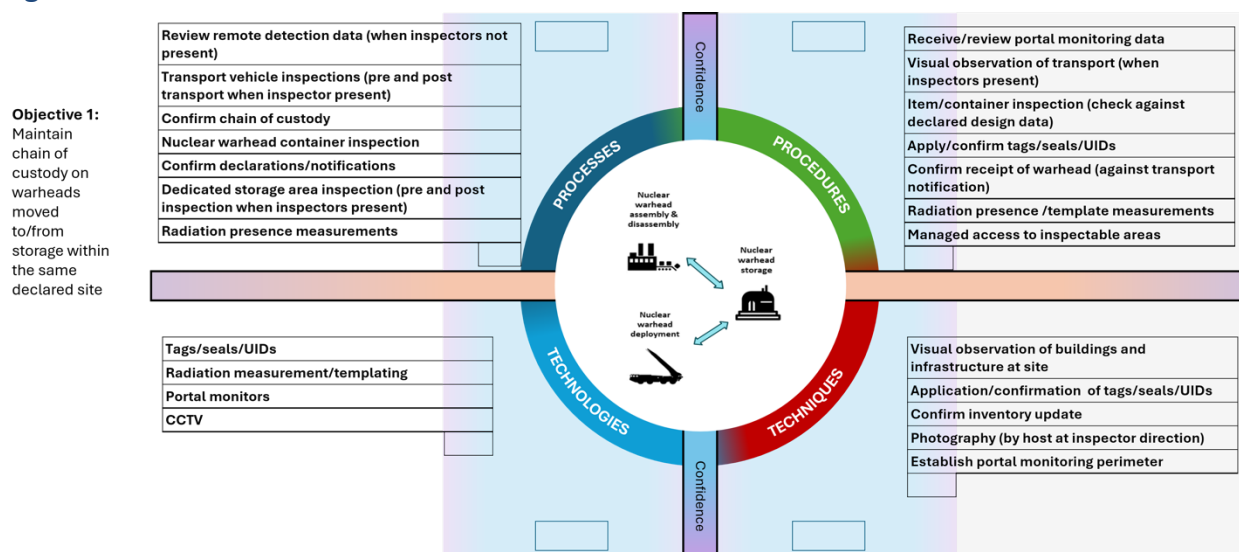 Objective 1:
Maintain
chain of
custody on
warheads
moved
to/from
storage within
the same
declared site
Review remote detection data (when inspectors not
present)
Transport vehicle inspections (pre and post
transport when inspector present)
Confirm chain of custody
Nuclear warhead container inspection
Confirm declarations/notifications
Dedicated storage area inspection (pre and post
inspection when inspectors present)
Radiation presence measurements
Confidence
Receive/review portal monitoring data
Visual observation of transport (when
inspectors present)
Item/container inspection (check against
declared design data)
Apply/confirm tags/seals/UIDs
Confirm receipt of warhead (against transport
notification)
Radiation presence /template measurements
Managed access to inspectable areas
PROCESSES
PROCEDURES
Nuclear
warhead
assembly &
disassembly
Nuclear
warhead
storage
Nuclear
warhead
deployment
TECHNOLOGIES
TECHNIQUES
Tags/seals/UIDs
Radiation measurement/templating
Portal monitors
CCTV
Visual observation of buildings and
infrastructure at site
Application/confirmation of tags/seals/UIDs
Confirm inventory update
Photography (by host at inspector direction)
Establish portal monitoring perimeter
Confidence